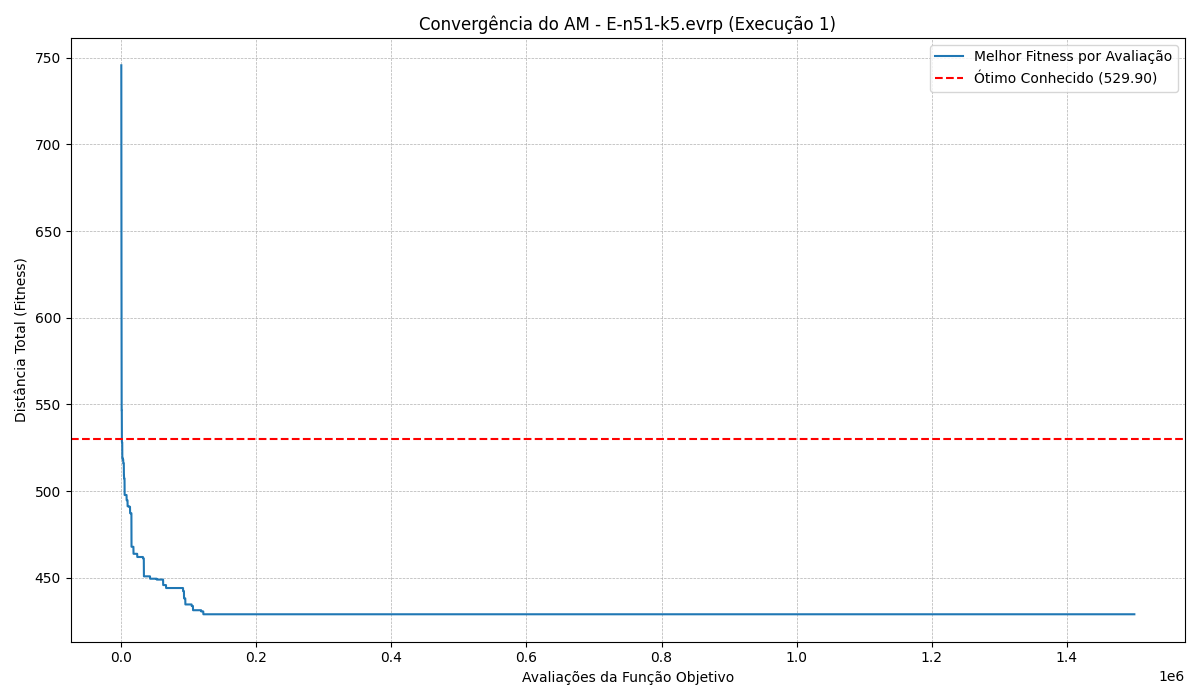 Convergência do AM - E-n51-k5.evrp (Execução 1)
Melhor Fitness por Avaliação
Ótimo Conhecido (529.90)
Distância Total (Fitness)
750
700
650
600
550
500
450
0.0 0.2 0.4 0.6 0.8 1.0 1.2 1.4
1e6
Avaliações da Função Objetivo